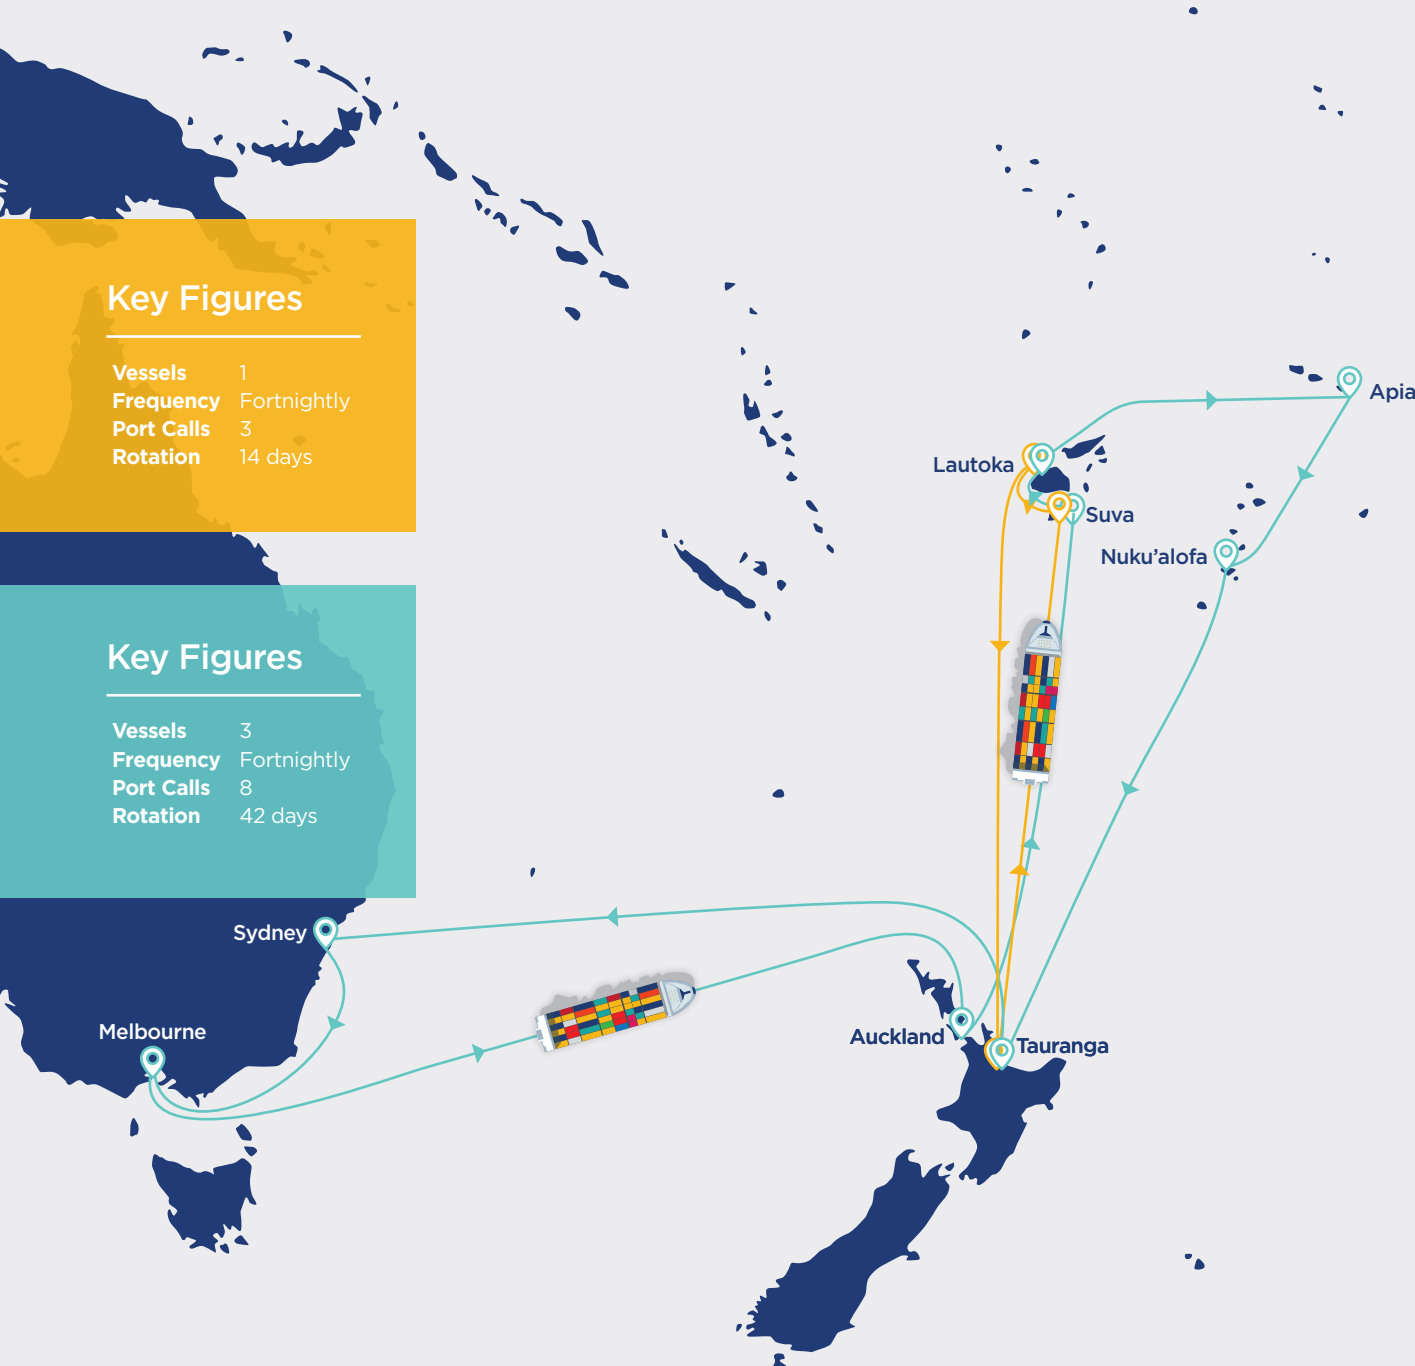 Key Figures
Vessels 1
Frequency Fortnightly
Port Calls 3
Rotation 14 days
Key Figures
Vessels 3
Frequency Fortnightly
Port Calls 8
Rotation 42 days
Apia
Lautoka
Suva
Nuku’alofa
Sydney
Melbourne
Auckland
Tauranga